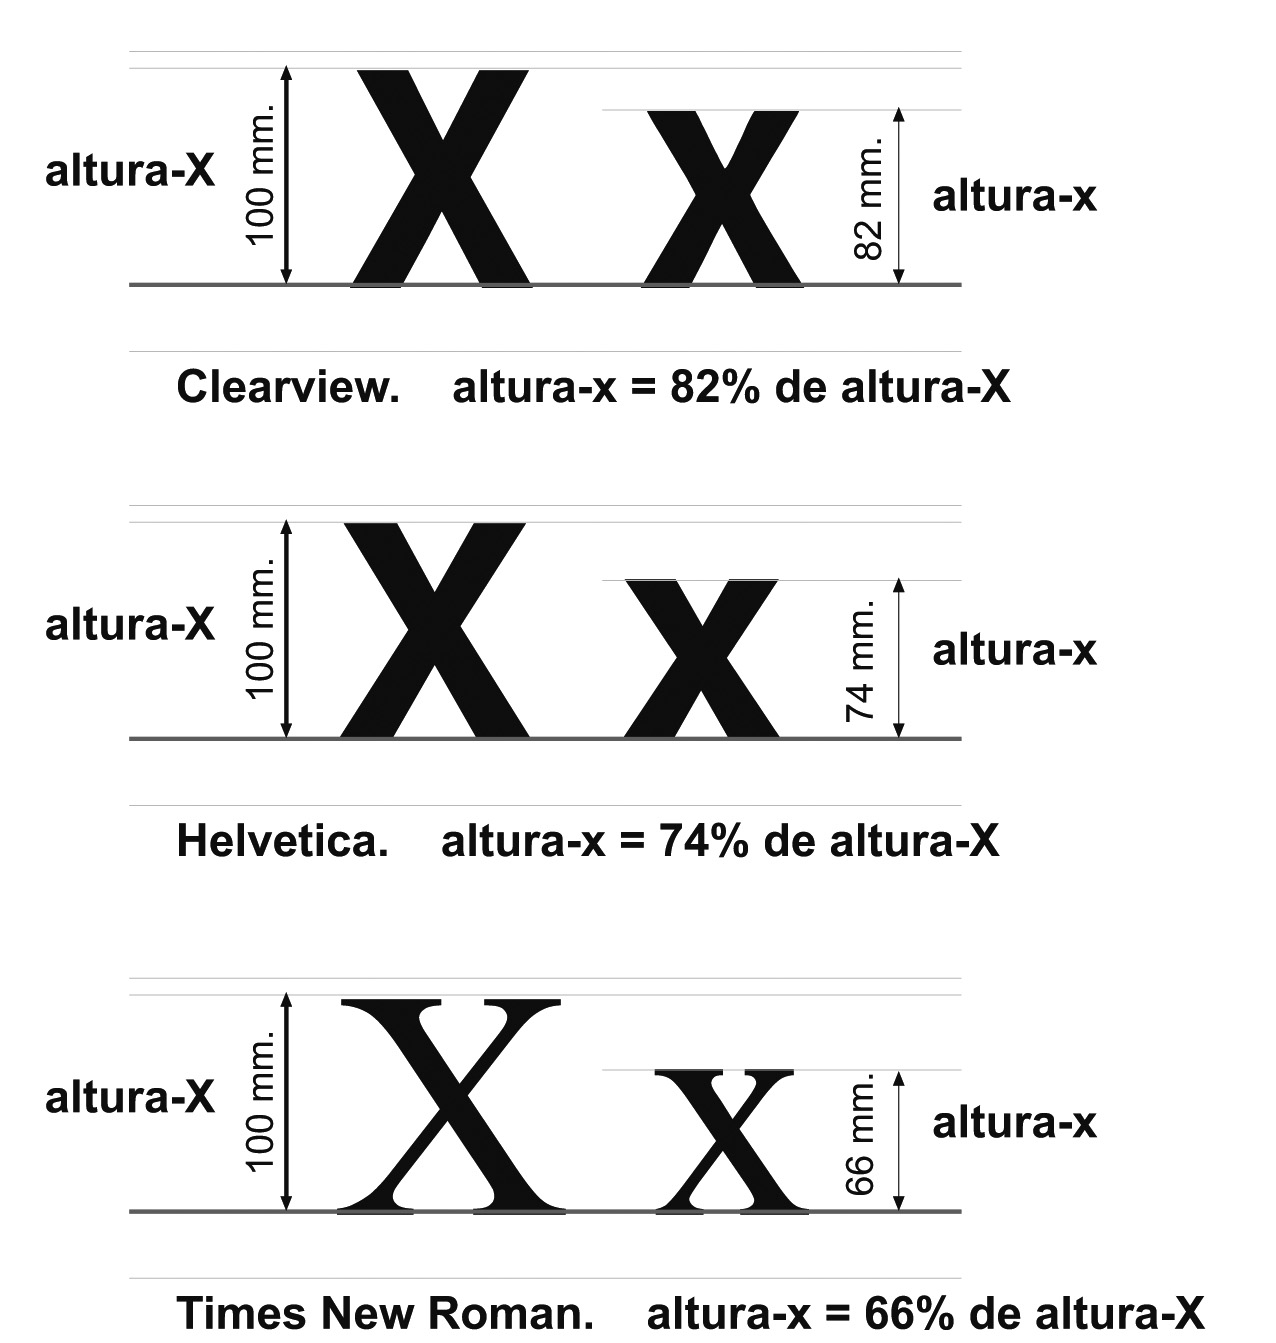 altura-X
100 mm.
X
x
82 mm.
altura-x
Clearview. altura-x = 82% de altura-X
altura-X
100 mm.
X
x
74 mm.
altura-x
Helvetica. altura-x = 74% de altura-X
altura-X
100 mm.
X
x
66 mm.
altura-x
Times New Roman. altura-x = 66% de altura-X